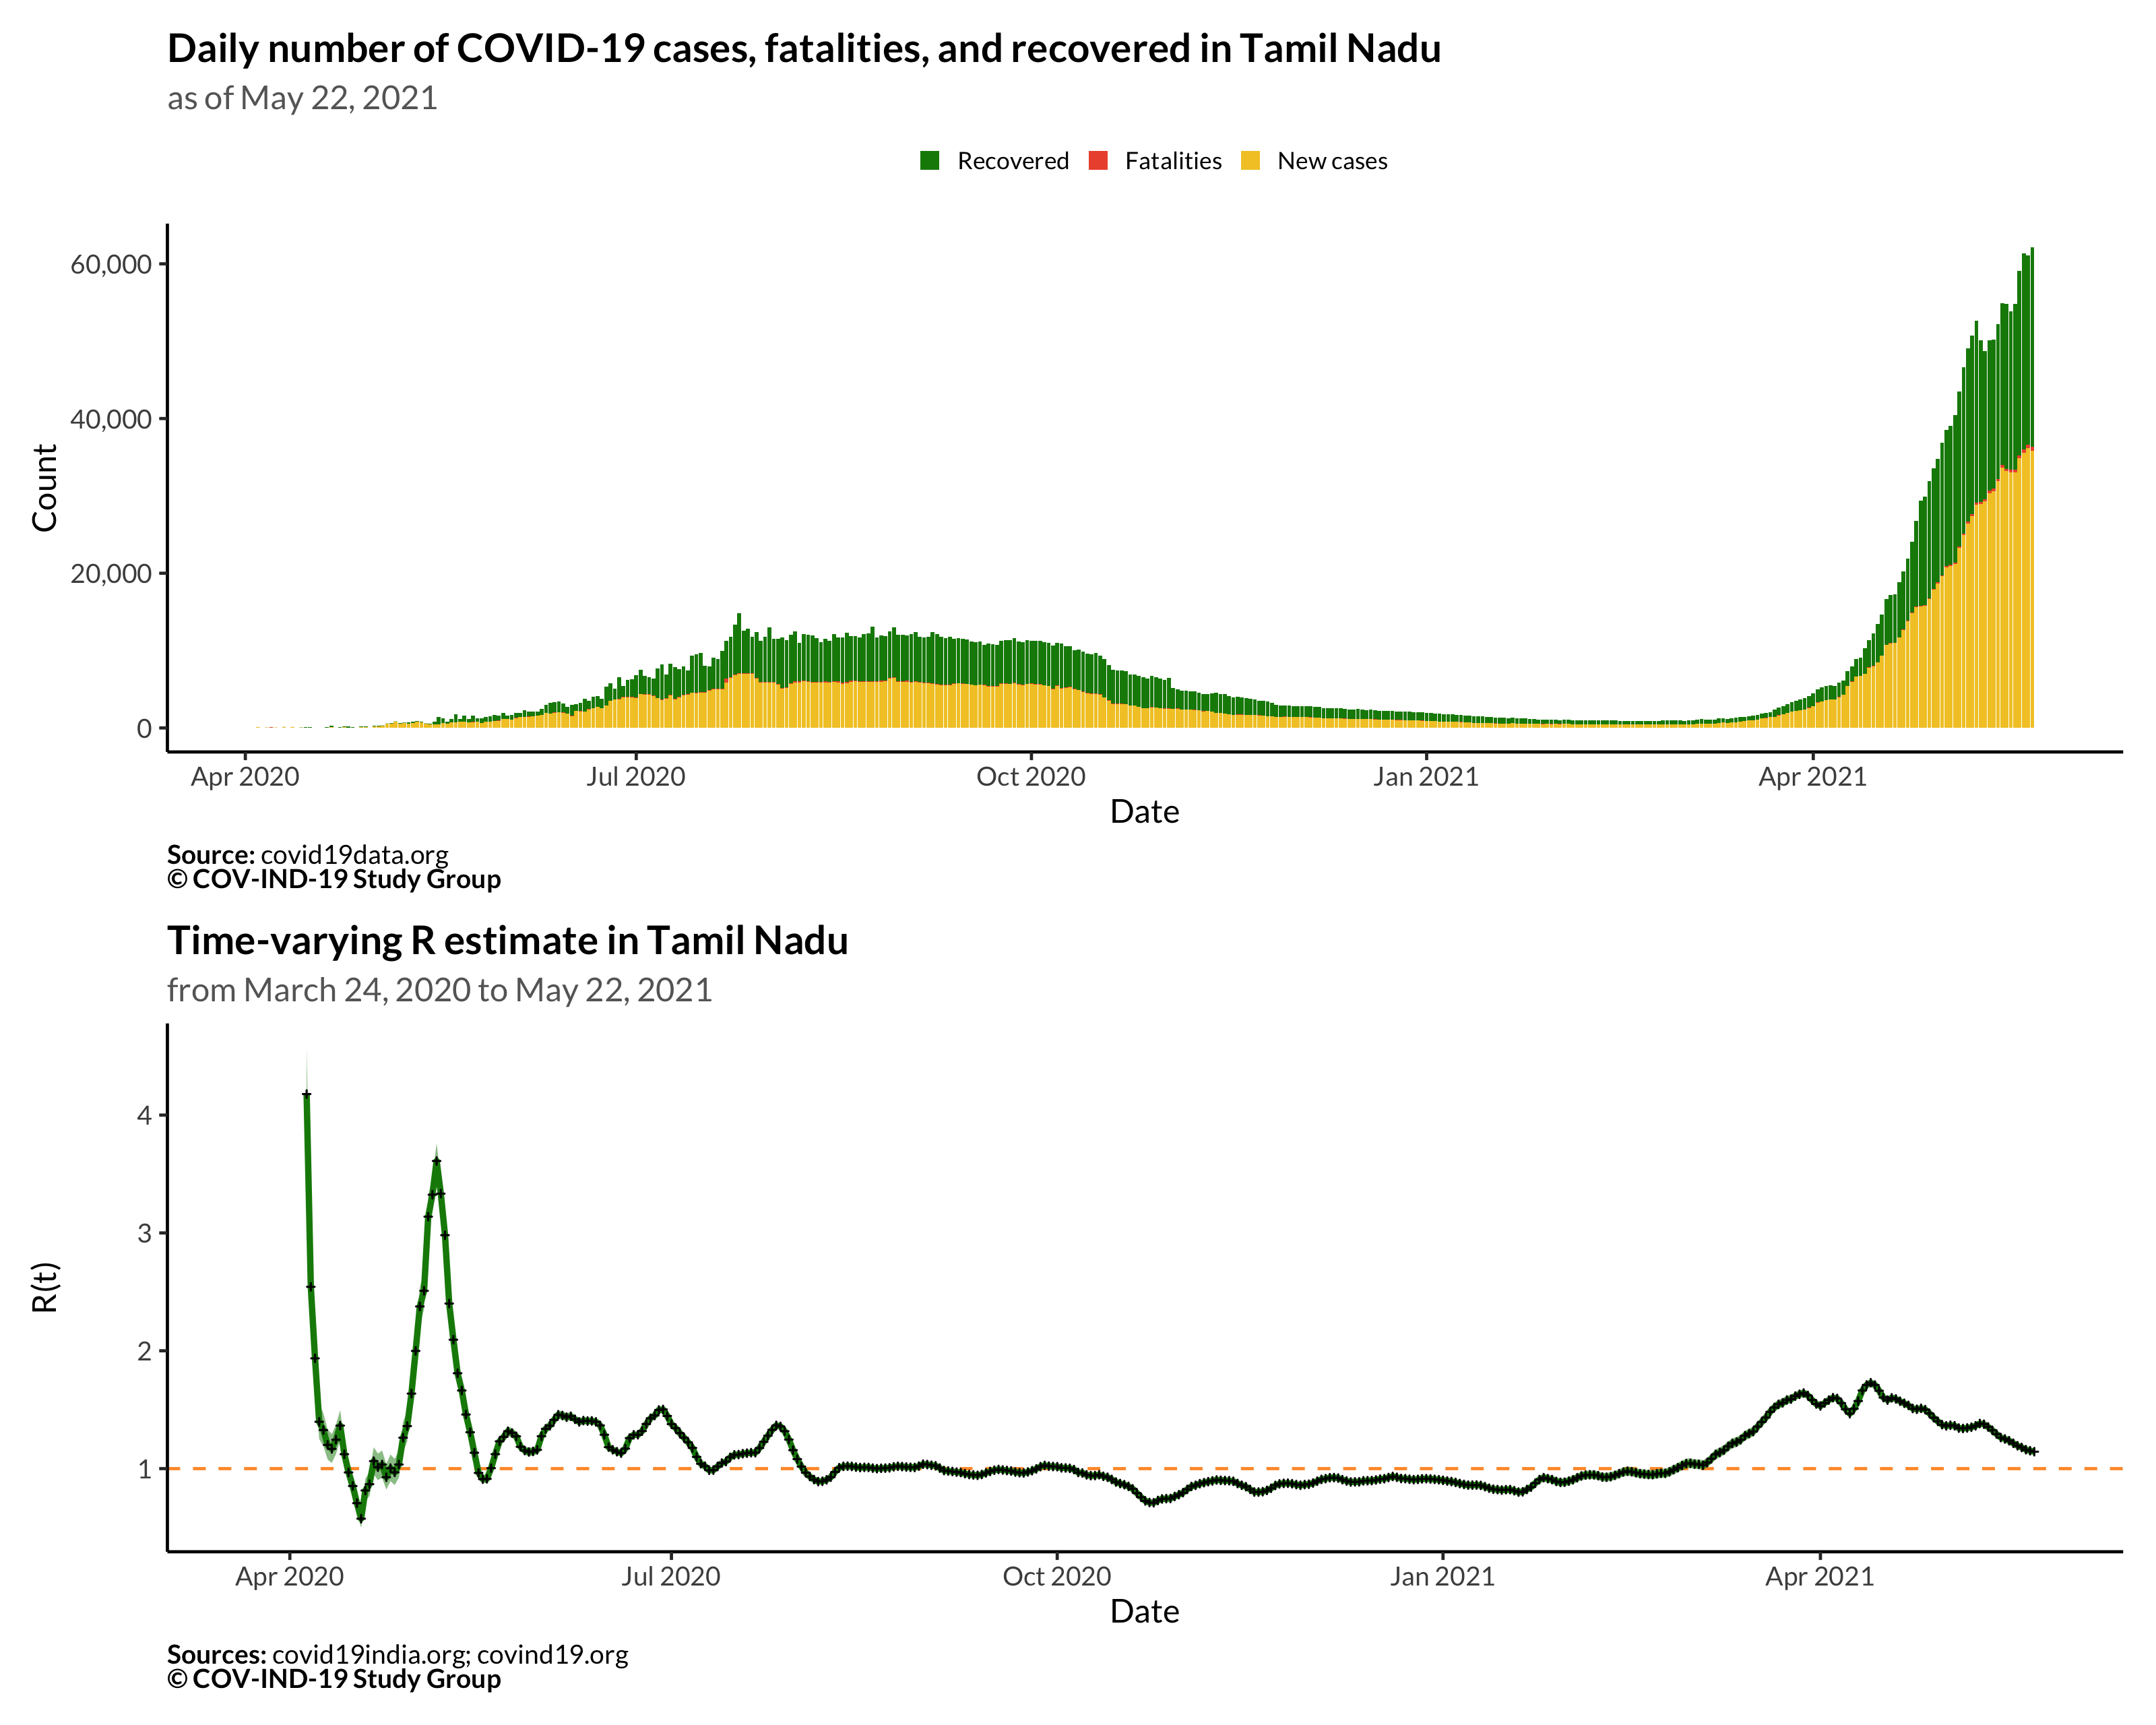 Daily number of COVID-19 cases, fatalities, and recovered in Tamil Nadu
as of May 22, 2021
Recovered Fatalities New cases
60,000
40,000
20,000
0
Count
Apr 2020 Jul 2020 Oct 2020 Jan 2021 Apr 2021
Date
Source: covid19data.org
© COV-IND-19 Study Group
Time-varying R estimate in Tamil Nadu
from March 24, 2020 to May 22, 2021
4
3
2
1
R(t)
Apr 2020 Jul 2020 Oct 2020 Jan 2021 Apr 2021
Date
Sources: covid19india.org; covind19.org
© COV-IND-19 Study Group